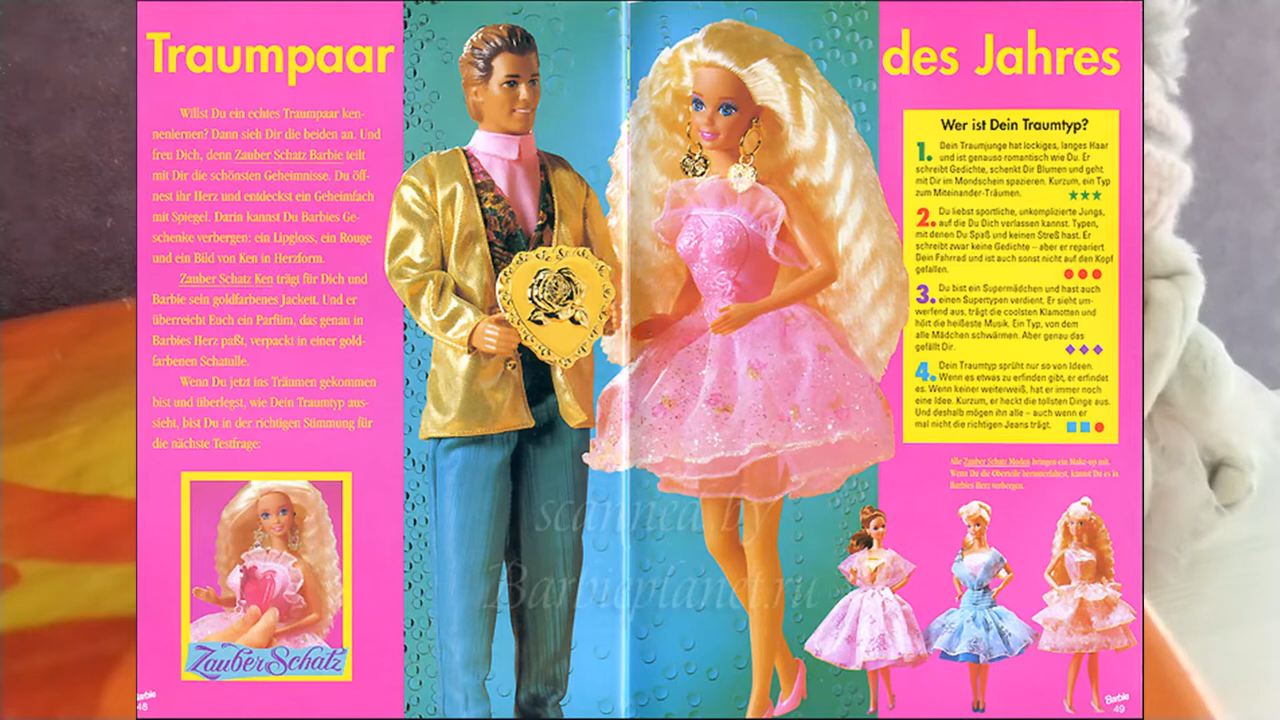 Traumpaar
Willst Du ein echtes Traumpaar ken-
nenlernen? Dann sieh Dir die beiden an. Und
freu Dich, denn Zauber Schatz Barbie teilt
mit Dir die schönsten Geheimnisse. Du öff-
nest ihr Herz und entdeckst ein Geheimfach
mit Spiegel. Darin kannst Du Barbies Ge-
schenke verbergen: ein Lipgloss, ein Rouge
und ein Bild von Ken in Herzform.
Zauber Schatz Ken trägt für Dich und
Barbie sein goldfarbenes Jackett. Und er
überreicht Euch ein Parfüm, das genau in
Barbies Herz paßt, verpackt in einer gold-
farbenen Schatulle.
Wenn Du jetzt ins Träumen gekommen
bist und überlegst, wie Dein Traumtyp aus-
sieht, bist Du in der richtigen Stimmung für
die nächste Testfrage:
Zauber Schatz
Barbie
48
des Jahres
Wer ist Dein Traumtyp?
1. Dein Traumjunge hat lockiges, langes Haar
und ist genauso romantisch wie Du. Er
schreibt Gedichte, schenkt Dir Blumen und geht
mit Dir im Mondschein spazieren. Kurzum, ein Typ
zum Miteinander-Träumen.
2. Du liebst sportliche, unkomplizierte Jungs,
auf die Du Dich verlassen kannst. Typen,
mit denen Du Spaß und keinen Streß hast. Er
schreibt zwar keine Gedichte – aber er repariert
Dein Fahrrad und ist auch sonst nicht auf den Kopf
gefallen.
3. Du bist ein Supermädchen und hast auch
einen Supertypen verdient. Er sieht um-
werfend aus, trägt die coolsten Klamotten und
hört die heißeste Musik. Ein Typ, von dem
alle Mädchen schwärmen. Aber genau das
gefällt Dir.
4. Dein Traumtyp sprüht nur so von Ideen.
Wenn es etwas zu erfinden gibt, er erfindet
es. Wenn keiner weiterweiß, hat er immer noch
eine Idee. Kurzum, er heckt die tollsten Dinge aus.
Und deshalb mögen ihn alle – auch wenn er
mal nicht die richtigen Jeans trägt.
Alle Zauber Schatz Moden bringen ein Make-up mit.
Wenn Du die Oberteile herunterfaltest, kannst Du es in
Barbies Herz verbergen.
scanned by
Barbieplanet.ru
Barbie
49